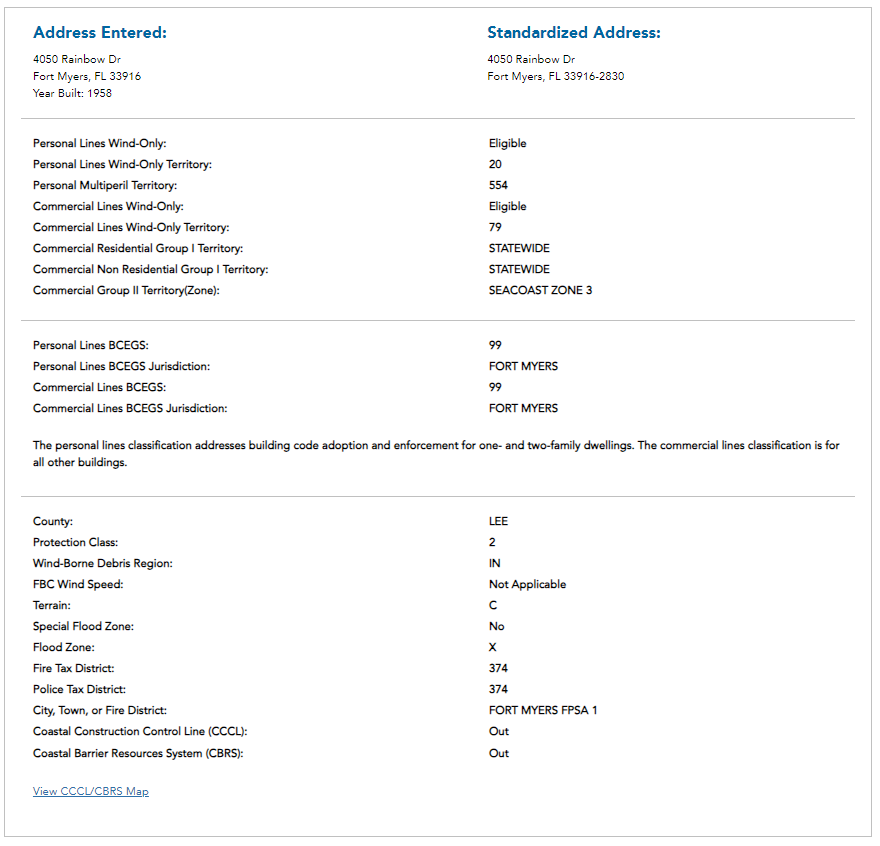 Address Entered: Standardized Address:
4050 Rainbow Dr 4050 Rainbow Dr
Fort Myers, FL 33916 Fort Myers, FL 33916-2830
Year Built: 1958
Personal Lines Wind-Only: Eligible
Personal Lines Wind-Only Territory: 20
Personal Multiperil Territory: 554
Commercial Lines Wind-Only: Eligible
Commercial Lines Wind-Only Territory: 79
Commercial Residential Group I Territory: STATEWIDE
Commercial Non Residential Group I Territory: STATEWIDE
Commercial Group II Territory(Zone): SEACOAST ZONE 3
Personal Lines BCEGS: 99
Personal Lines BCEGS Jurisdiction: FORT MYERS
Commercial Lines BCEGS: 99
Commercial Lines BCEGS Jurisdiction: FORT MYERS
The personal lines classification addresses building code adoption and enforcement for one- and two-family dwellings. The commercial lines classification is for
all other buildings.
County: LEE
Protection Class: 2
Wind-Borne Debris Region: IN
FBC Wind Speed: Not Applicable
Terrain: C
Special Flood Zone: No
Flood Zone: X
Fire Tax District: 374
Police Tax District: 374
City, Town, or Fire District: FORT MYERS FPSA 1
Coastal Construction Control Line (CCCL): Out
Coastal Barrier Resources System (CBRS): Out
View CCCL/CBRS Map